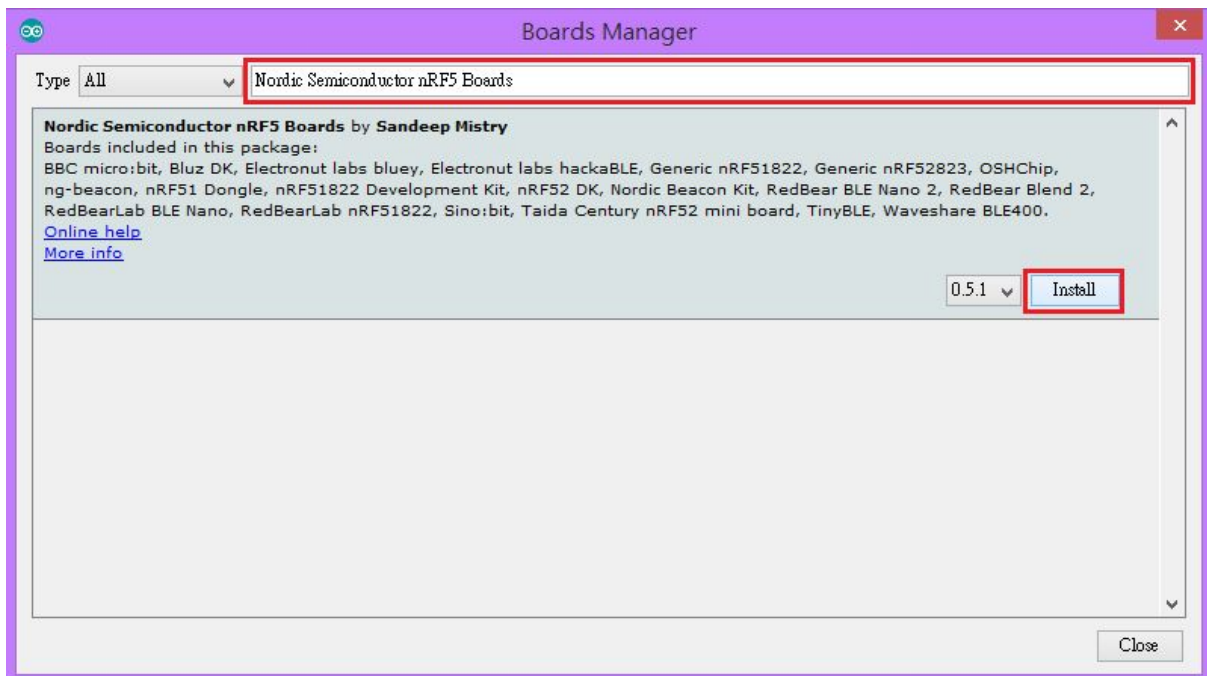 Boards Manager
Type All Nordic Semiconductor nRF5 Boards
Nordic Semiconductor nRF5 Boards by Sandeep Mistry
Boards included in this package:
BBC micro:bit, Bluz DK, Electronut labs bluey, Electronut labs hackaBLE, Generic nRF51822, Generic nRF52823, OSHChip,
ng-beacon, nRF51 Dongle, nRF51822 Development Kit, nRF52 DK, Nordic Beacon Kit, RedBear BLE Nano 2, RedBear Blend 2,
RedBearLab BLE Nano, RedBearLab nRF51822, Sino:bit, Taida Century nRF52 mini board, TinyBLE, Waveshare BLE400.
Online help
More info
0.5.1 Install
Close